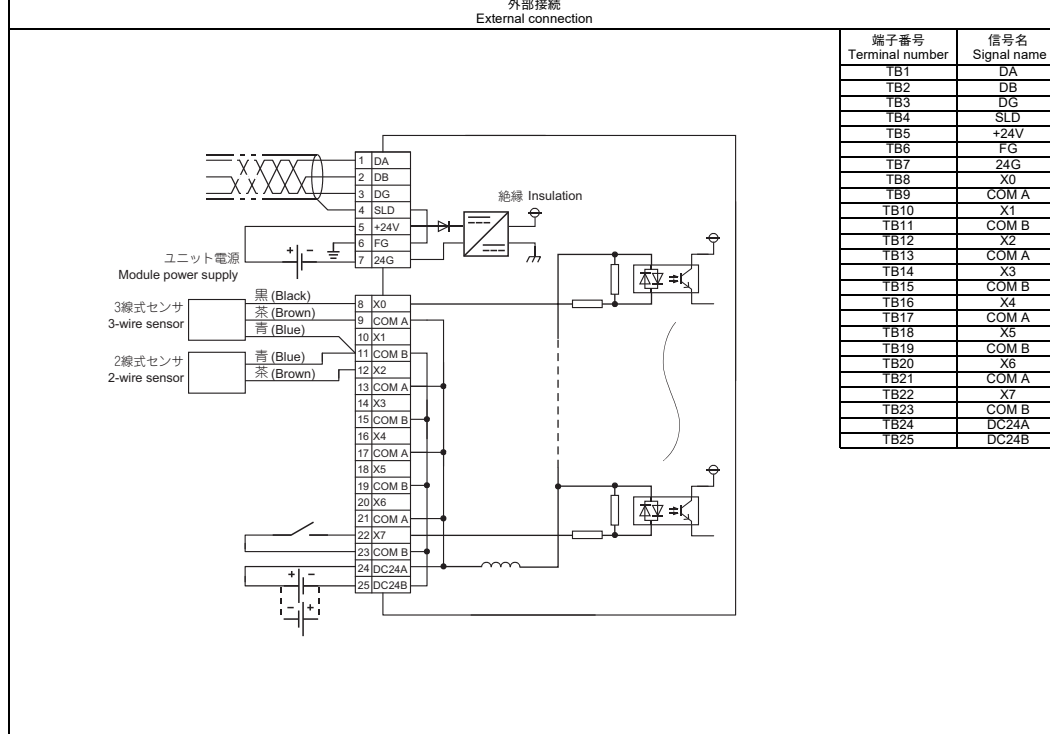 外部接続
External connection
端子番号 信号名
Terminal number Signal name
TB1 DA
TB2 DB
TB3 DG
TB4 SLD
TB5 +24V
TB6 FG
TB7 24G
TB8 X0
TB9 COM A
TB10 X1
TB11 COM B
TB12 X2
TB13 COM A
TB14 X3
TB15 COM B
TB16 X4
TB17 COM A
TB18 X5
TB19 COM B
TB20 X6
TB21 COM A
TB22 X7
TB23 COM B
TB24 DC24A
TB25 DC24B
1 DA
2 DB
3 DG
4 SLD
5 +24V
6 FG
7 24G
絶縁 Insulation
+ −
ユニット電源
Module power supply
3線式センサ
3-wire sensor
黒 (Black)
茶 (Brown)
青 (Blue)
2線式センサ
2-wire sensor
青 (Blue)
茶 (Brown)
8 X0
9 COM A
10 X1
11 COM B
12 X2
13 COM A
14 X3
15 COM B
16 X4
17 COM A
18 X5
19 COM B
20 X6
21 COM A
22 X7
23 COM B
24 DC24A
25 DC24B
+ −
− +